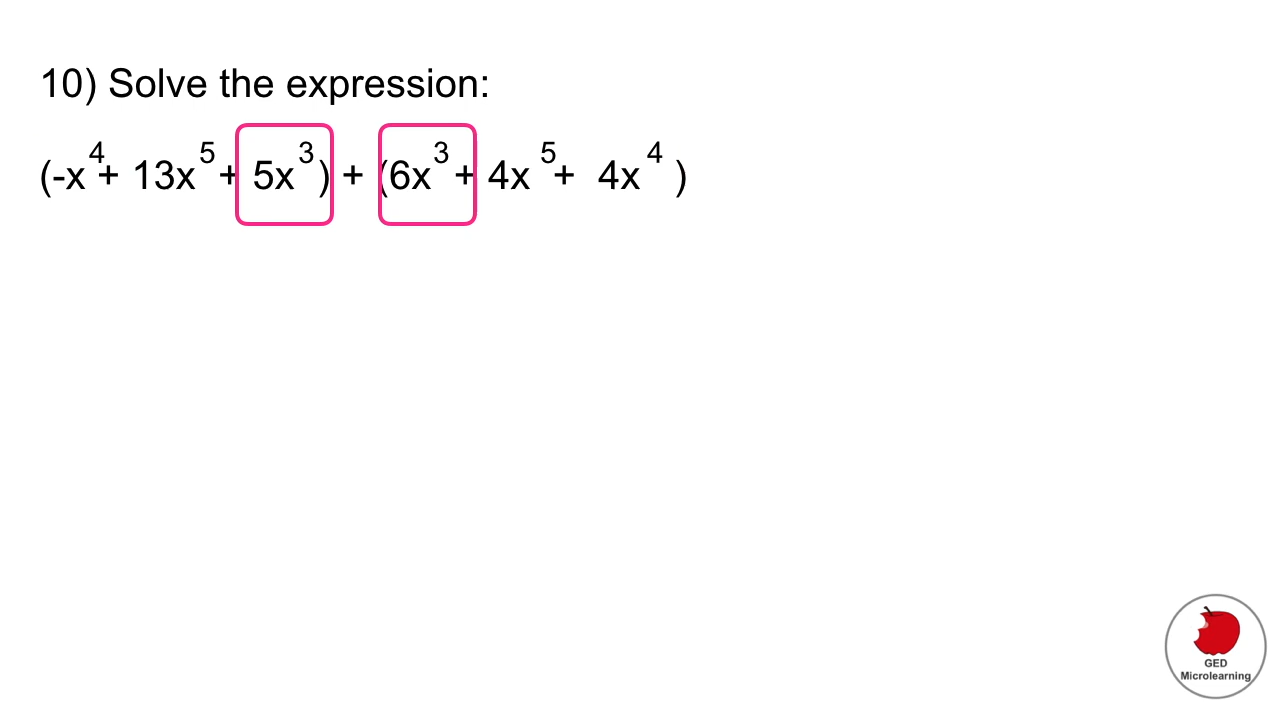 10) Solve the expression:
(-x⁴+ 13x⁵+ 5x³) + (6x³+ 4x⁵+ 4x⁴ )
GED
Microlearning